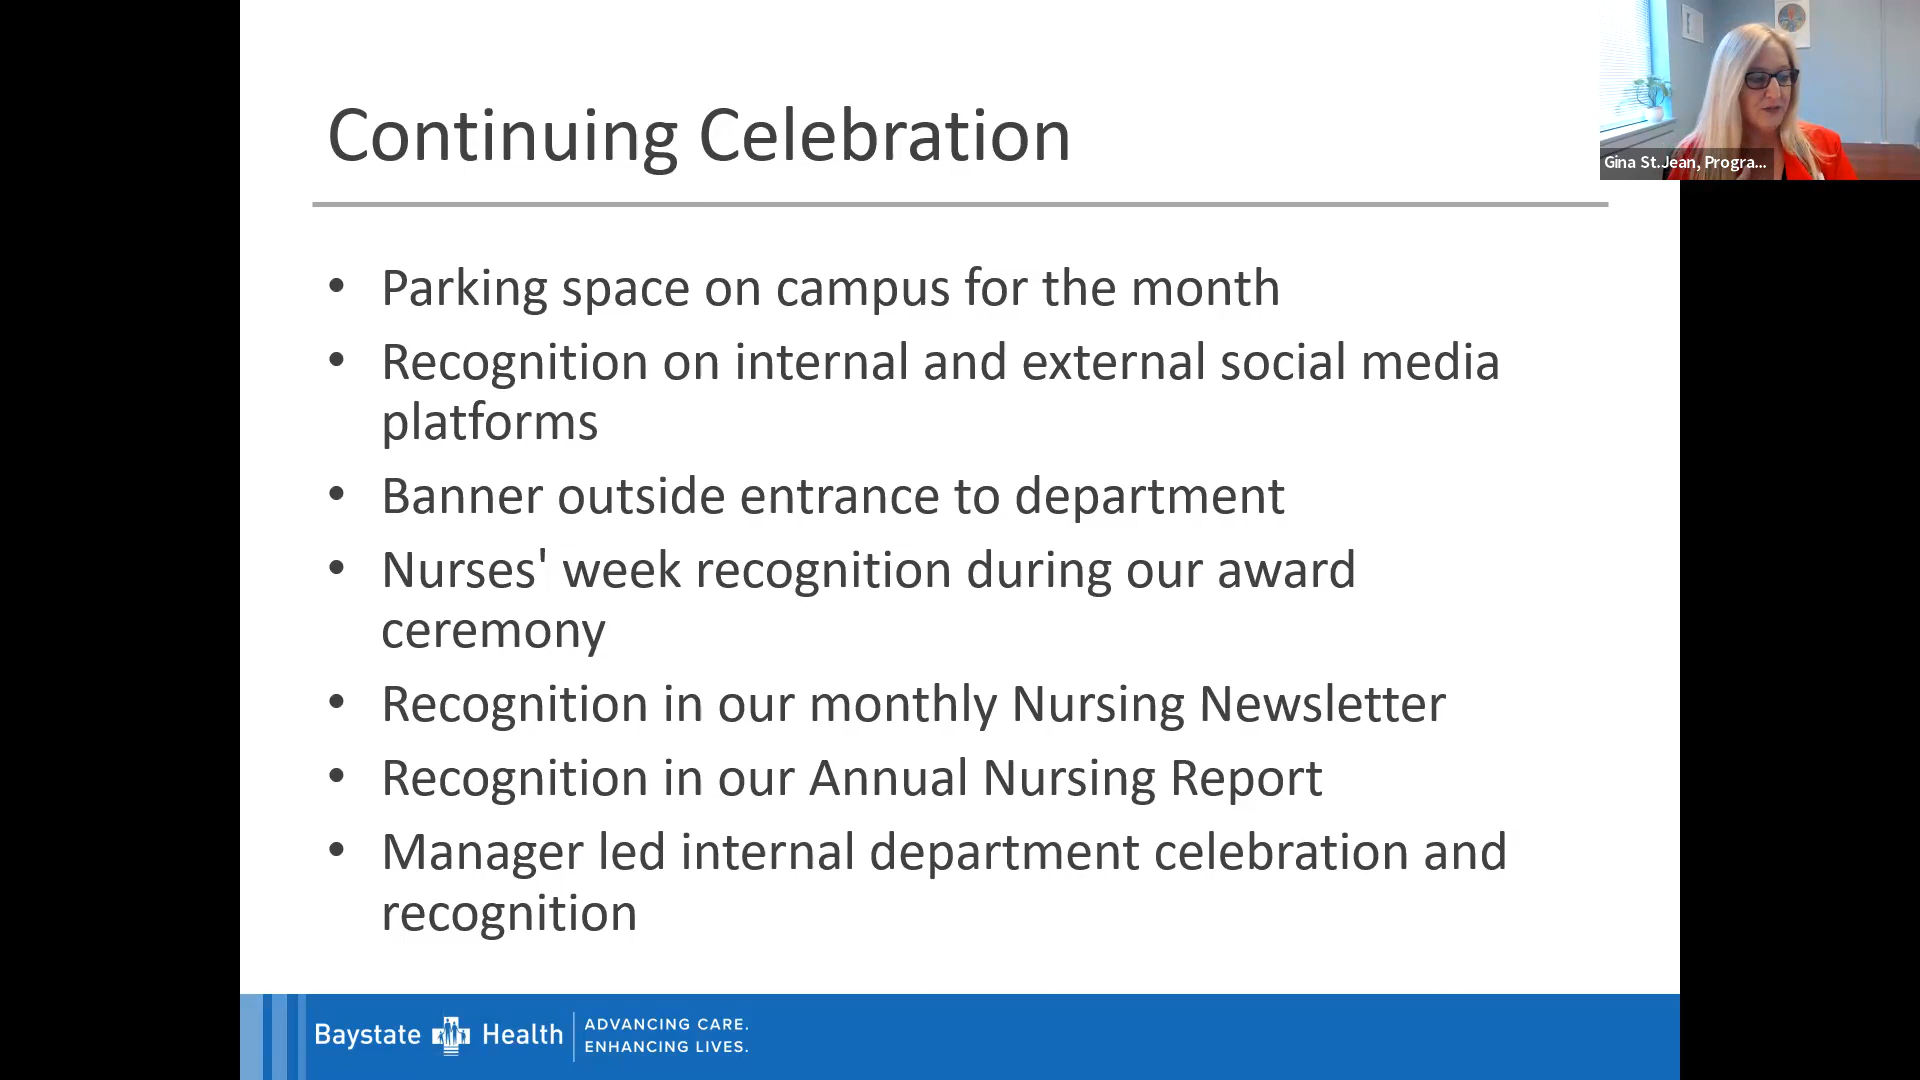 Continuing Celebration
Gina St.Jean, Progra...
• Parking space on campus for the month
• Recognition on internal and external social media
platforms
• Banner outside entrance to department
• Nurses' week recognition during our award
ceremony
• Recognition in our monthly Nursing Newsletter
• Recognition in our Annual Nursing Report
• Manager led internal department celebration and
recognition
Baystate Health
ADVANCING CARE.
ENHANCING LIVES.